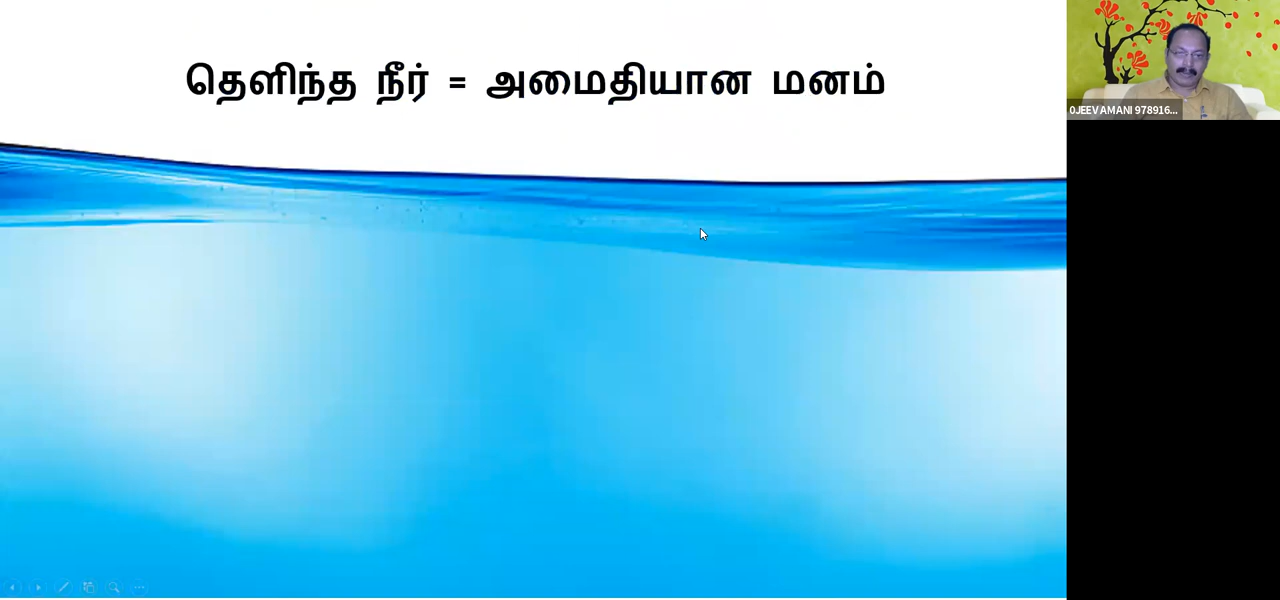 தெளிந்த நீர் = அமைதியான மனம்
0JEEVAMANI 978916...